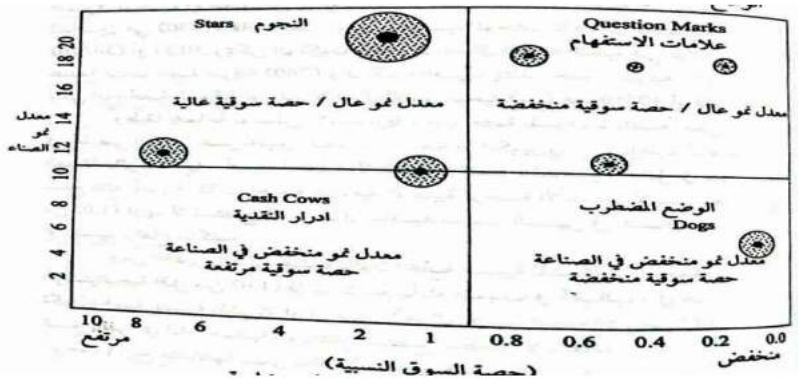 الوضع
Stars النجوم
Question Marks
علامات الاستفهام
معدل نمو عال / حصة سوقية عالية
معدل نمو عال / حصة سوقية منخفضة
معدل
نمو
الصناعة
20
18
16
14
12
10
8
6
4
2
Cash Cows
ادرار النقدية
معدل نمو منخفض في الصناعة
حصة سوقية مرتفعة
الوضع المضطرب
Dogs
معدل نمو منخفض في الصناعة
حصة سوقية منخفضة
10 8 6 4 2 1 0.8 0.6 0.4 0.2 0.0
مرتفع
منخفض
(حصة السوق النسبية)